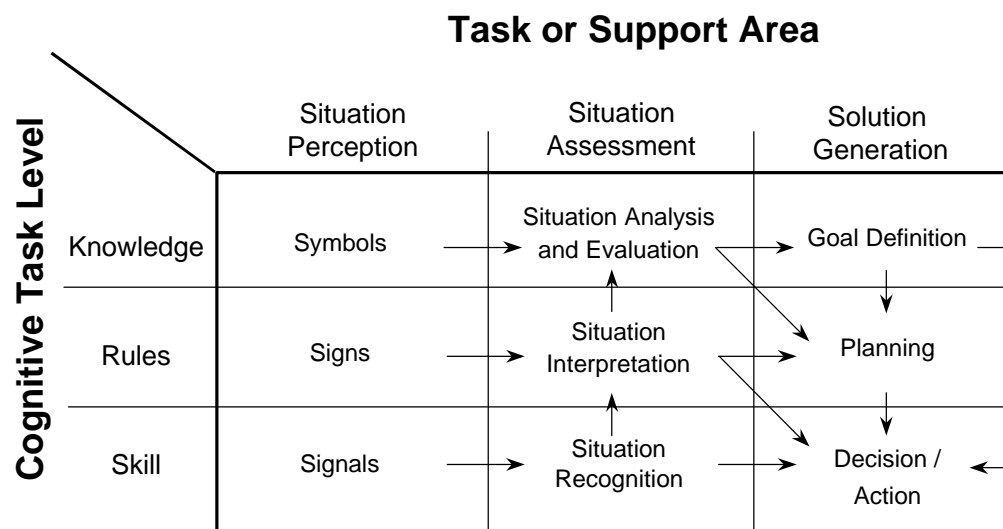 Task or Support Area
Cognitive Task Level
Situation
Perception
Situation
Assessment
Solution
Generation
Knowledge
Symbols
Situation Analysis
and Evaluation
Goal Definition
Rules
Signs
Situation
Interpretation
Planning
Skill
Signals
Situation
Recognition
Decision /
Action